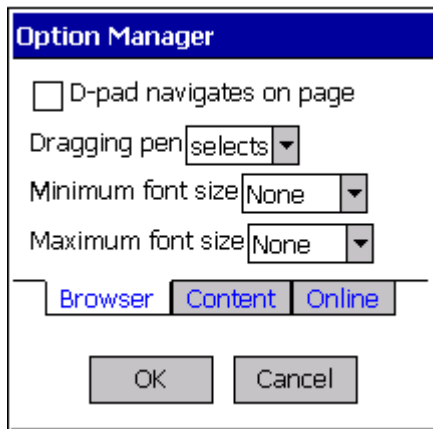 Option Manager
D-pad navigates on page
Dragging pen selects
Minimum font size None
Maximum font size None
Browser Content Online
OK Cancel